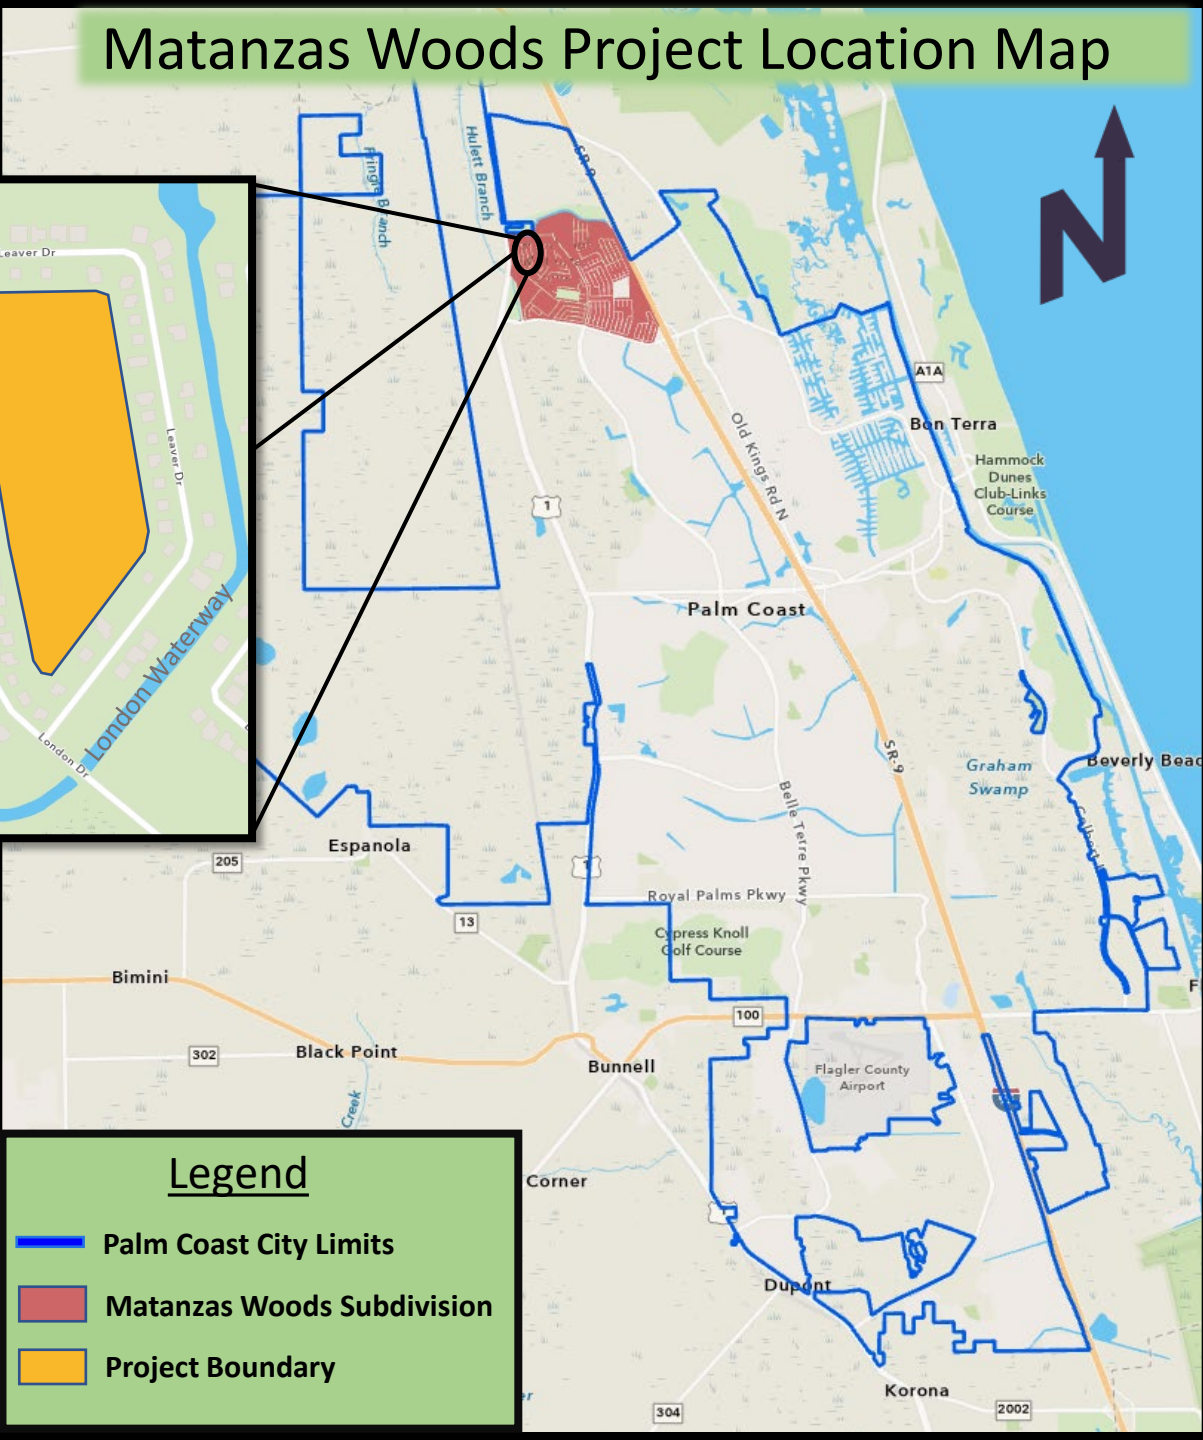 Matanzas Woods Project Location Map
Pringle Branch
Hulett Branch
SR-9
N
Leaver Dr
Leaver Dr
London Waterway
London Dr
A1A
Bon Terra
Hammock
Dunes
Club-Links
Course
Old Kings Rd N
1
Palm Coast
SR-9
Graham
Swamp
Beverly Beac
Colbert
Belle Terre Pkwy
Espanola
205
1
Royal Palms Pkwy
13
Cypress Knoll
Golf Course
Bimini
F
100
302
Black Point
Bunnell
Flagler County
Airport
Creek
Corner
1
Dupont
Korona
304
2002
er
Legend
Palm Coast City Limits
Matanzas Woods Subdivision
Project Boundary